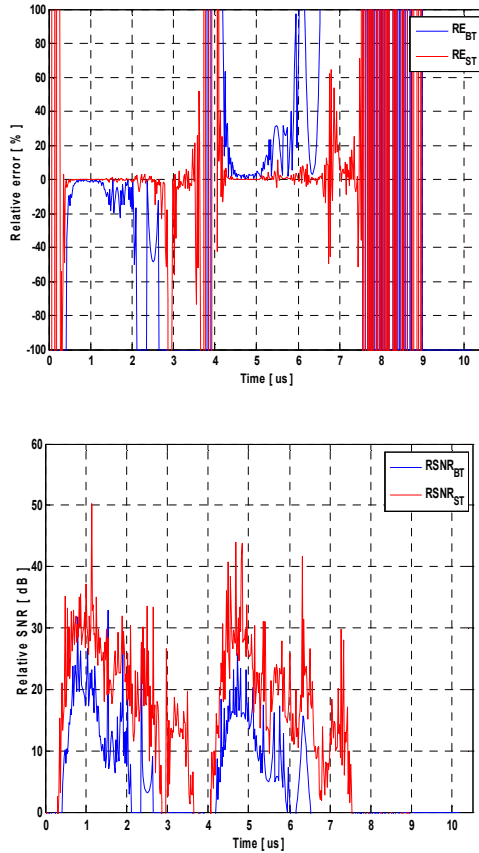 100
80
60
40
20
0
-20
-40
-60
-80
-100
Relative error [ % ]
RE_BT
RE_ST
0 1 2 3 4 5 6 7 8 9 10
Time [ us ]
60
50
40
30
20
10
0
Relative SNR [ dB ]
RSNR_BT
RSNR_ST
0 1 2 3 4 5 6 7 8 9 10
Time [ us ]